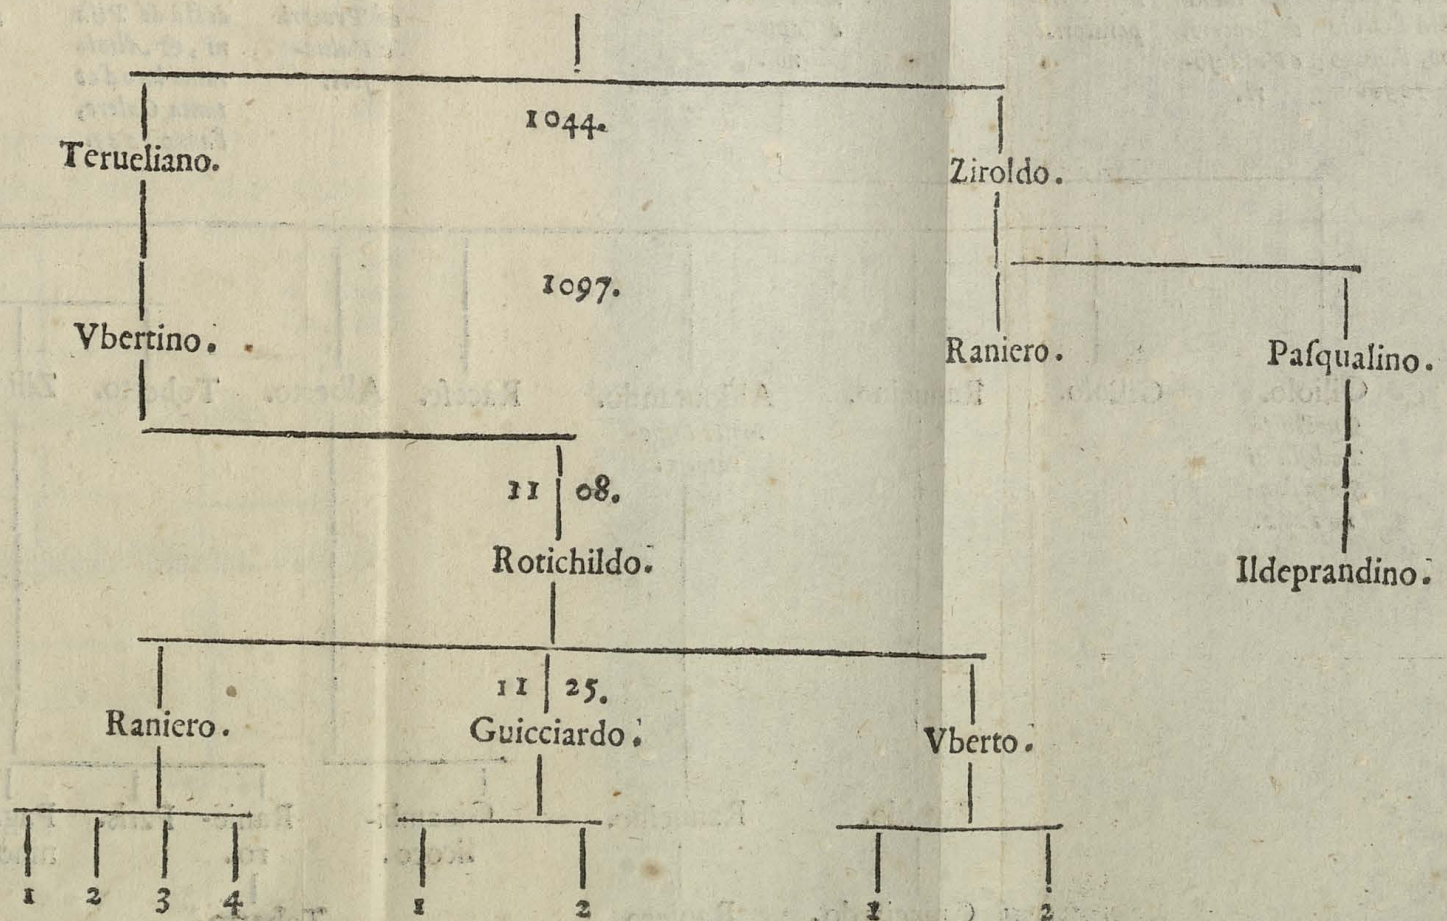 1044.
Terueliano. Ziroldo.
1097.
Vbertino. Raniero. Paſqualino.
11 08.
Rotichildo. Ildeprandino.
11 25.
Raniero. Guicciardo. Vberto.
1 2 3 4 1 2 1 2